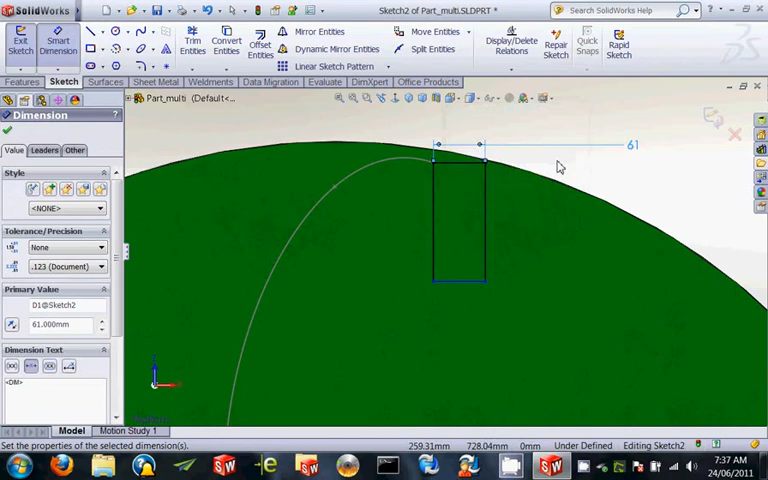 SolidWorks
Sketch2 of Part_multi.SLDPRT *
Search SolidWorks Help
Exit Sketch
Smart Dimension
Trim Entities
Convert Entities
Offset Entities
Mirror Entities
Dynamic Mirror Entities
Linear Sketch Pattern
Move Entities
Split Entities
Display/Delete Relations
Repair Sketch
Quick Snaps
Rapid Sketch
Features
Sketch
Sheet Metal
Weldments
Data Migration
Evaluate
DimXpert
Office Products
Part_multi (Default<...
Dimension
Value
Leaders
Other
Style
<NONE>
Tolerance/Precision
None
.123 (Document)
Primary Value
D1@Sketch2
61.000mm
Dimension Text
<DIM>
61
Model
Motion Study 1
Set the properties of the selected dimension(s).
259.31mm
728.04mm
0mm
Under Defined
Editing Sketch2
7:37 AM
24/06/2011